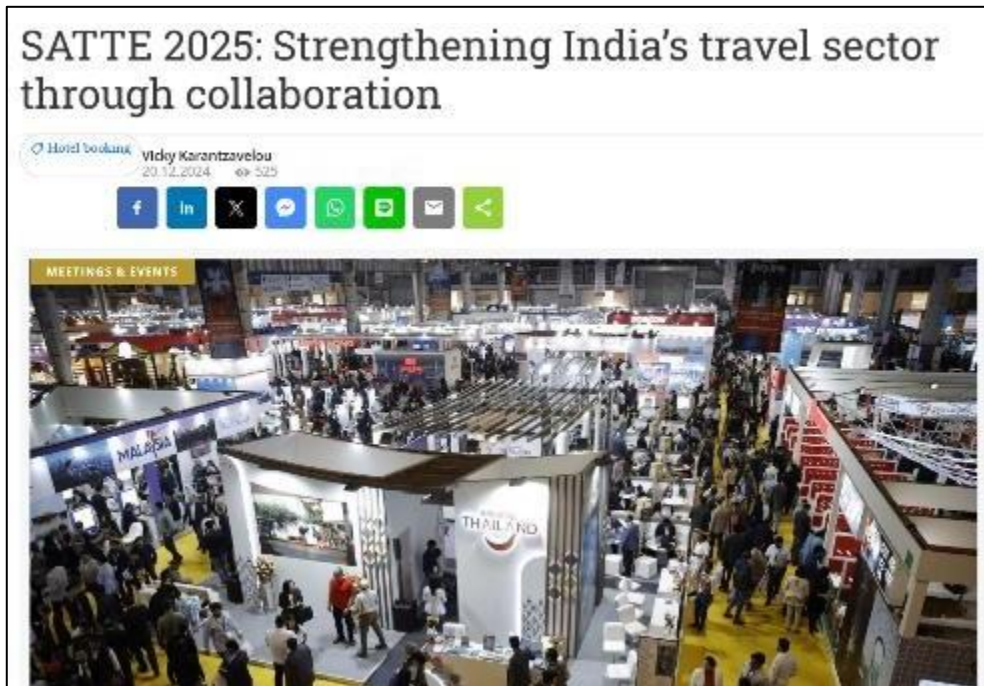 SATTE 2025: Strengthening India’s travel sector
through collaboration
Hotel booking
Vicky Karantzavelou
20.12.2024 525
f in X
MEETINGS & EVENTS
MALAYSIA
THAILAND